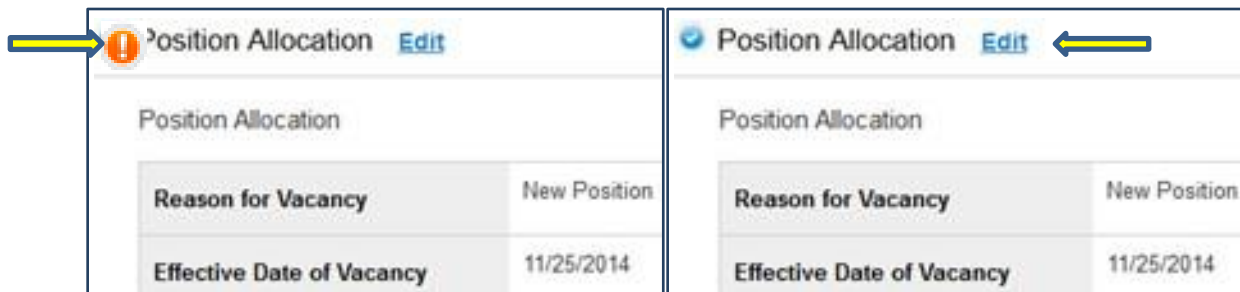 Position Allocation Edit
Position Allocation
Reason for Vacancy New Position
Effective Date of Vacancy 11/25/2014
Position Allocation Edit
Position Allocation
Reason for Vacancy New Position
Effective Date of Vacancy 11/25/2014